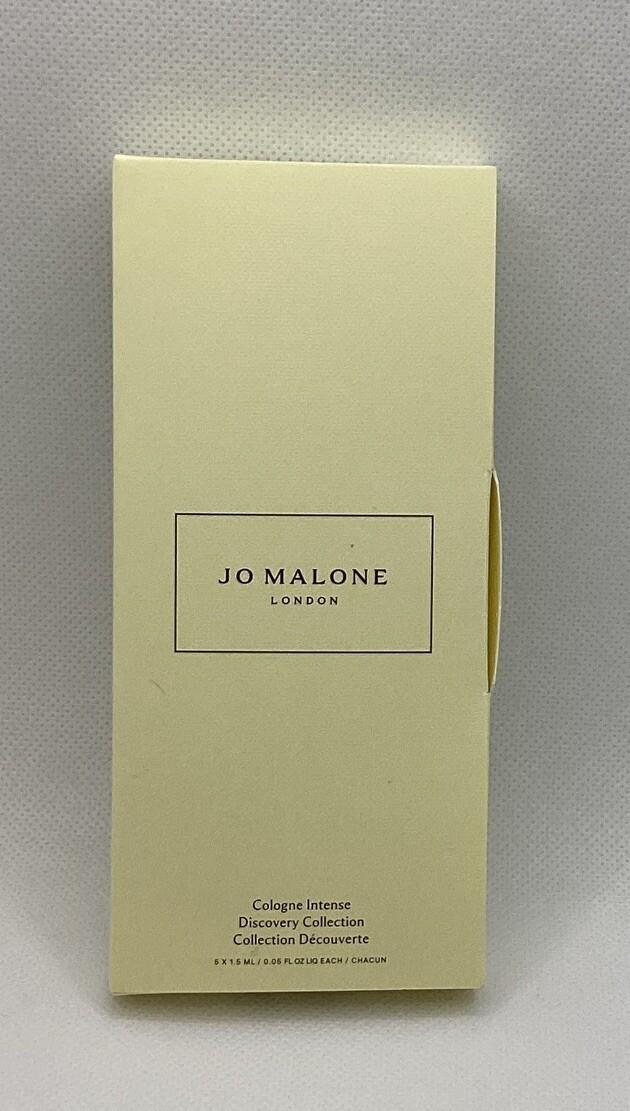 JO MALONE
LONDON
Cologne Intense
Discovery Collection
Collection Découverte
5 X 1.5 ML / 0.05 FL OZ LIQ EACH / CHACUN